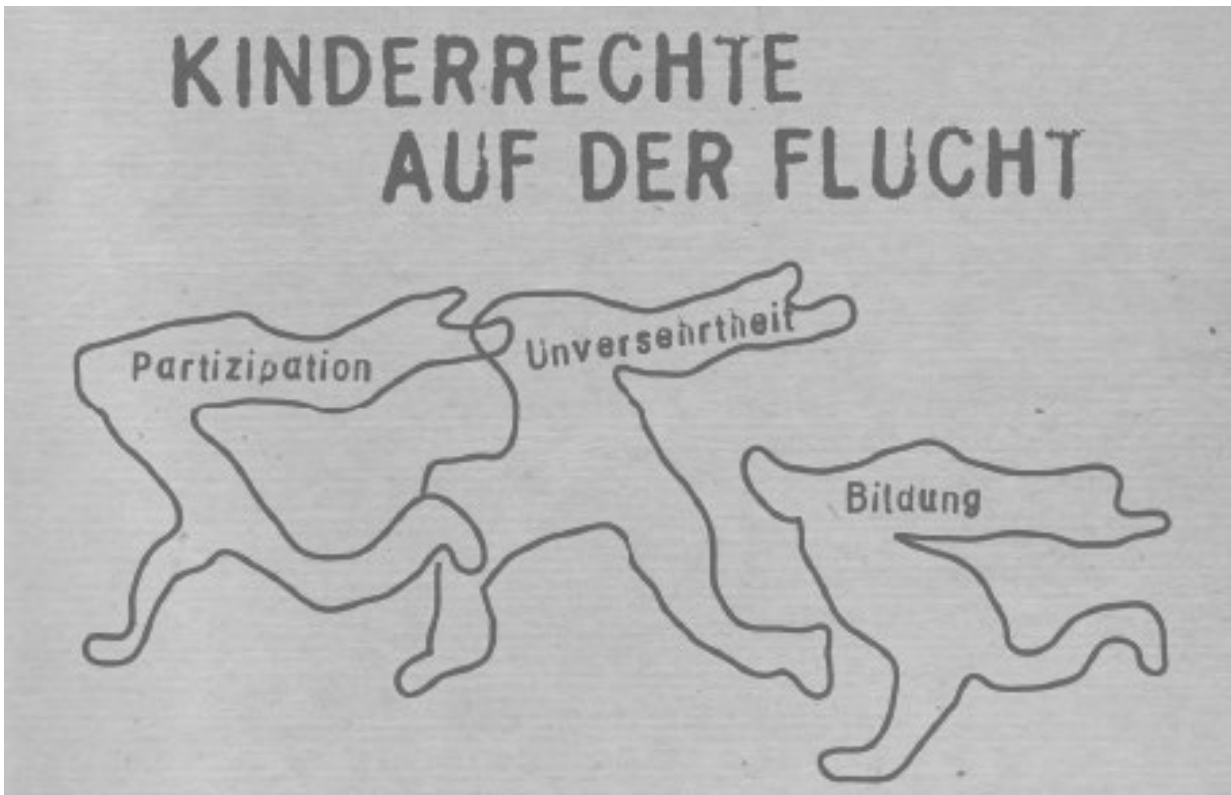 KINDERRECHTE
AUF DER FLUCHT
Partizipation
Unversehrtheit
Bildung